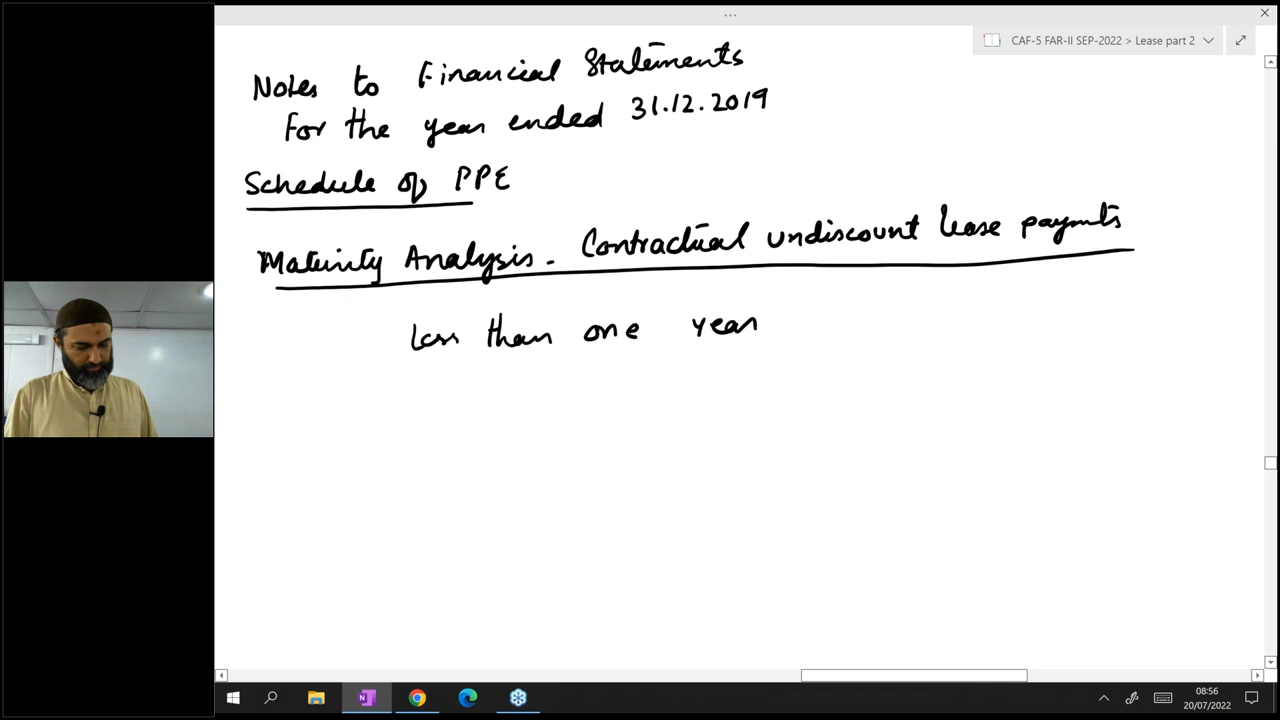 CAF-5 FAR-II SEP-2022 > Lease part 2
Notes to Financial Statements
For the year ended 31.12.2019
Schedule of PPE
Maturity Analysis. Contractual undiscount lease payments
Less than one year
08:56
20/07/2022